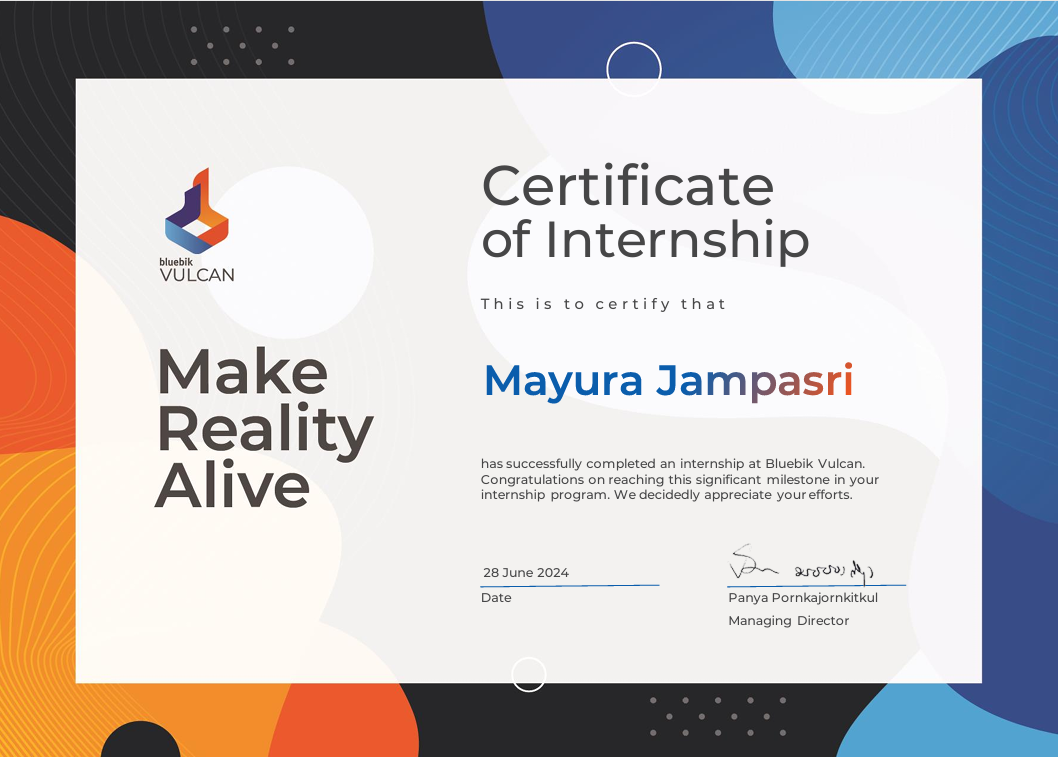 bluebik
VULCAN
Make
Reality
Alive
Certificate
of Internship
This is to certify that
Mayura Jampasri
has successfully completed an internship at Bluebik Vulcan.
Congratulations on reaching this significant milestone in your
internship program. We decidedly appreciate your efforts.
28 June 2024
Date
Panya Pornkajornkitkul
Managing Director